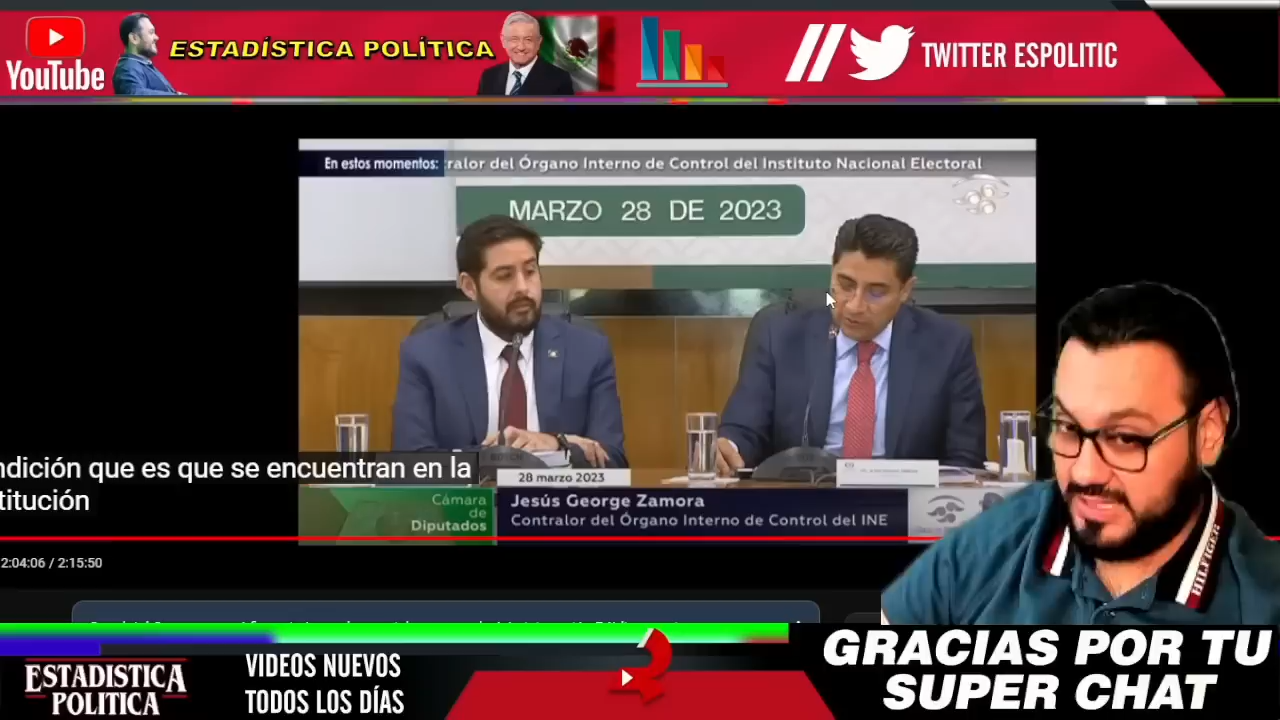 YouTube
ESTADÍSTICA POLÍTICA
TWITTER ESPOLITIC
En estos momentos: ralor del Órgano Interno de Control del Instituto Nacional Electoral
MARZO 28 DE 2023
ndición que es que se encuentran en la
titución
28 marzo 2023
Cámara
de
Diputados
Jesús George Zamora
Contralor del Órgano Interno de Control del INE
HILFIGER
2:04:06 / 2:15:50
ESTADISTICA
POLITICA
VIDEOS NUEVOS
TODOS LOS DÍAS
GRACIAS POR TU
SUPER CHAT